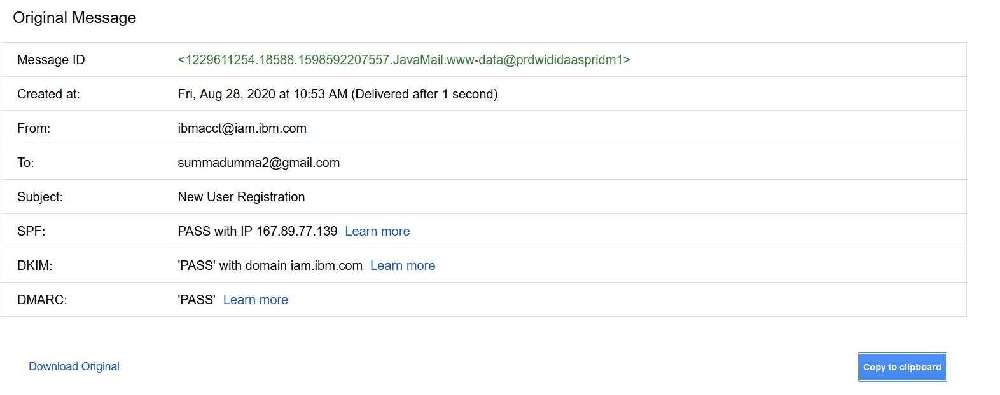 Original Message
Message ID <1229611254.18588.1598592207557.JavaMail.www-data@prdwididaaspridm1>
Created at: Fri, Aug 28, 2020 at 10:53 AM (Delivered after 1 second)
From: ibmacct@iam.ibm.com
To: summadumma2@gmail.com
Subject: New User Registration
SPF: PASS with IP 167.89.77.139 Learn more
DKIM: 'PASS' with domain iam.ibm.com Learn more
DMARC: 'PASS' Learn more
Download Original Copy to clipboard